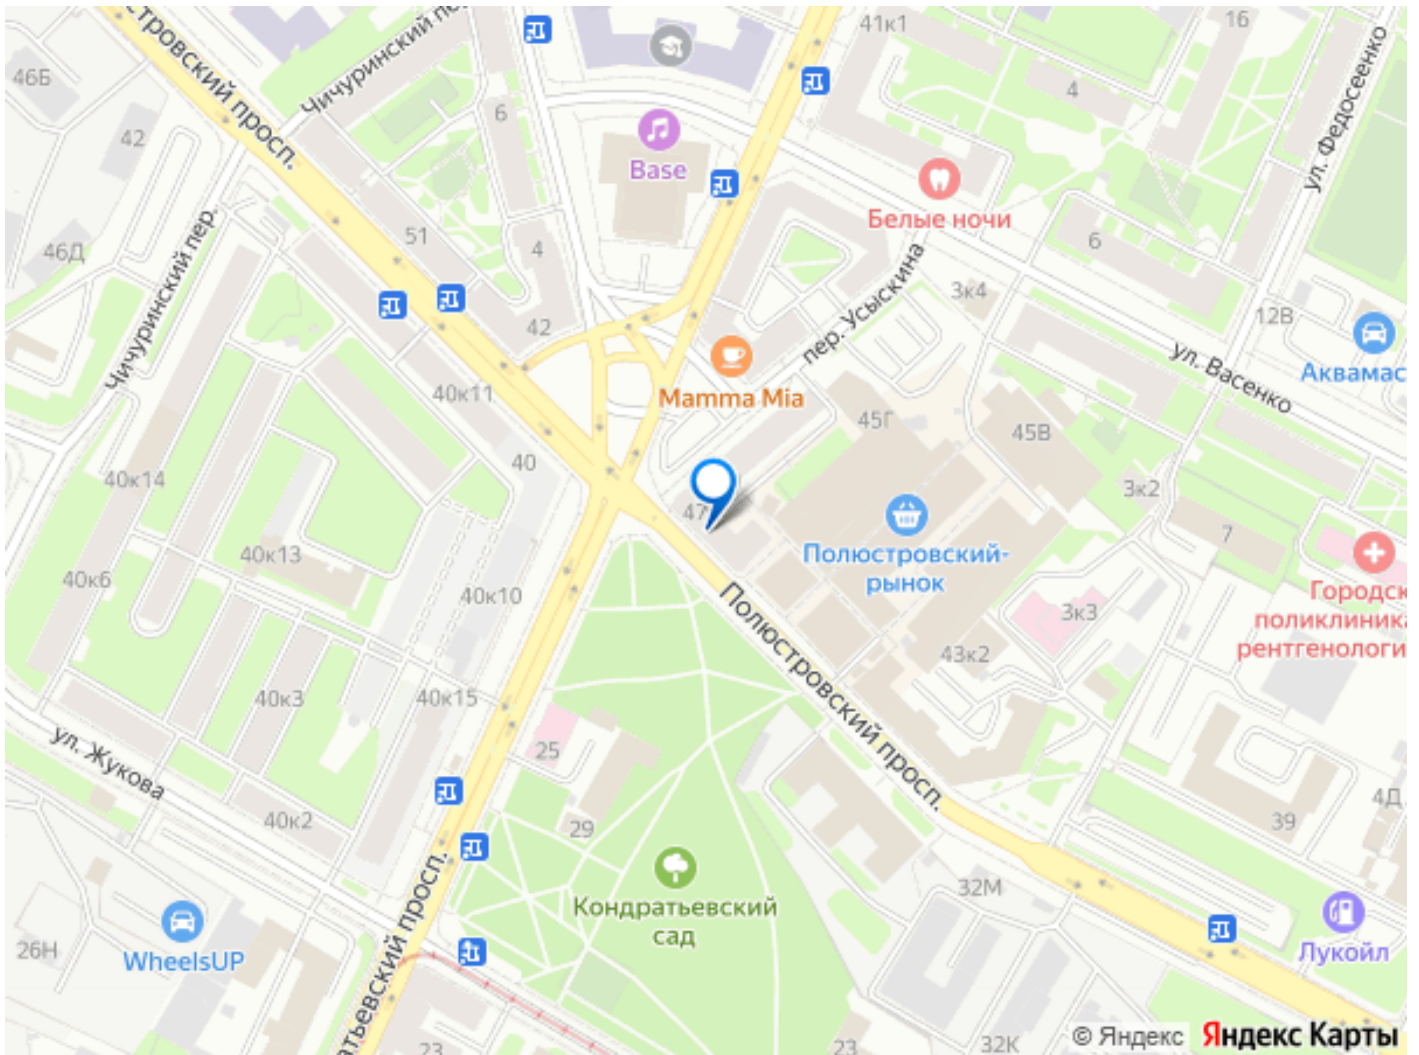 стровский просп.
Чичуринский пер.
41к1
16
46Б
42
6
Base
4
ул. Федосеенко
Белые ночи
51
46Д
4
6
Чичуринский пер.
3к4
пер. Усыскина
12В
42
Аквамас
ул. Васенко
40к11
Mamma Mia
45Г
45В
40
40к14
3к2
47
7
Полюстровский
рынок
40к13
40к6
40к10
Городск
поликлиника
рентгенологи
3к3
43к2
Полюстровский просп.
40к3
40к15
25
ул. Жукова
4Д
40к2
29
39
32М
Кондратьевский
сад
атьевский просп.
26Н
WheelsUP
Лукойл
23
23
32К
© Яндекс
Яндекс Карты